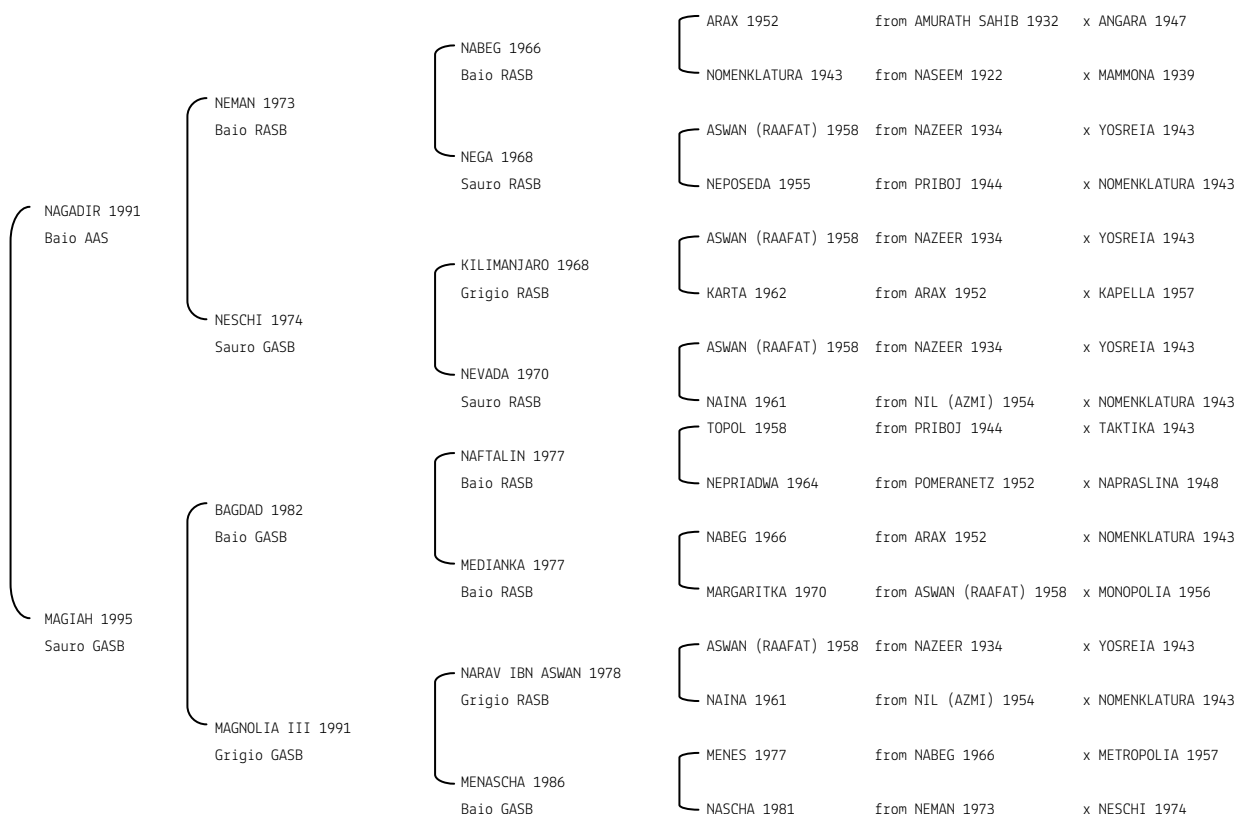 ARAX 1952 from AMURATH SAHIB 1932 x ANGARA 1947
NABEG 1966
Baio RASB NOMENKLATURA 1943 from NASEEM 1922 x MAMMONA 1939
NEMAN 1973
Baio RASB ASWAN (RAAFAT) 1958 from NAZEER 1934 x YOSREIA 1943
NEGA 1968
Sauro RASB NEPOSEDA 1955 from PRIBOJ 1944 x NOMENKLATURA 1943
NAGADIR 1991
Baio AAS ASWAN (RAAFAT) 1958 from NAZEER 1934 x YOSREIA 1943
KILIMANJARO 1968
Grigio RASB KARTA 1962 from ARAX 1952 x KAPELLA 1957
NESCHI 1974
Sauro GASB ASWAN (RAAFAT) 1958 from NAZEER 1934 x YOSREIA 1943
NEVADA 1970
Sauro RASB NAINA 1961 from NIL (AZMI) 1954 x NOMENKLATURA 1943
TOPOL 1958 from PRIBOJ 1944 x TAKTIKA 1943
NAFTALIN 1977
Baio RASB NEPRIADWA 1964 from POMERANETZ 1952 x NAPRASLINA 1948
BAGDAD 1982
Baio GASB NABEG 1966 from ARAX 1952 x NOMENKLATURA 1943
MEDIANKA 1977
Baio RASB MARGARITKA 1970 from ASWAN (RAAFAT) 1958 x MONOPOLIA 1956
MAGIAH 1995
Sauro GASB ASWAN (RAAFAT) 1958 from NAZEER 1934 x YOSREIA 1943
NARAV IBN ASWAN 1978
Grigio RASB NAINA 1961 from NIL (AZMI) 1954 x NOMENKLATURA 1943
MAGNOLIA III 1991
Grigio GASB MENES 1977 from NABEG 1966 x METROPOLIA 1957
MENASCHA 1986
Baio GASB NASCHA 1981 from NEMAN 1973 x NESCHI 1974